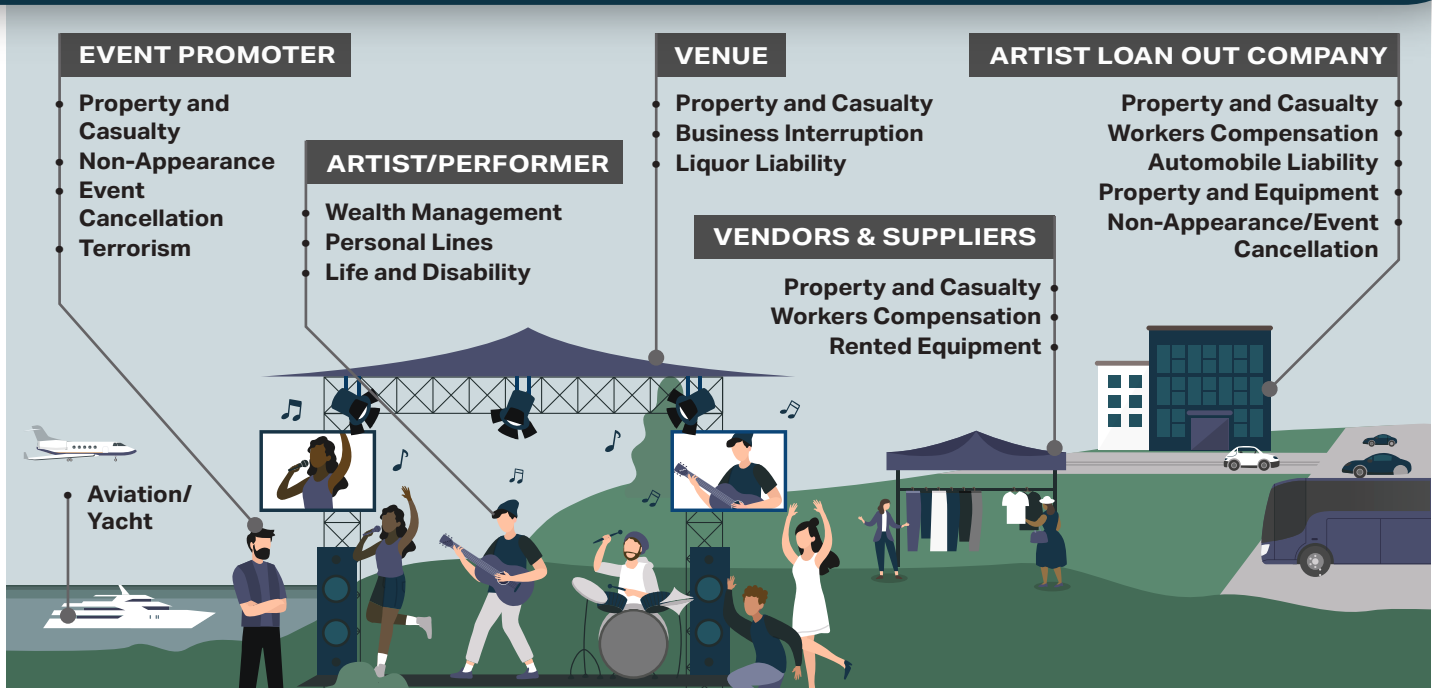 EVENT PROMOTER
Property and
Casualty
Non-Appearance
Event
Cancellation
Terrorism
ARTIST/PERFORMER
Wealth Management
Personal Lines
Life and Disability
VENUE
Property and Casualty
Business Interruption
Liquor Liability
VENDORS & SUPPLIERS
Property and Casualty
Workers Compensation
Rented Equipment
ARTIST LOAN OUT COMPANY
Property and Casualty
Workers Compensation
Automobile Liability
Property and Equipment
Non-Appearance/Event
Cancellation
Aviation/
Yacht